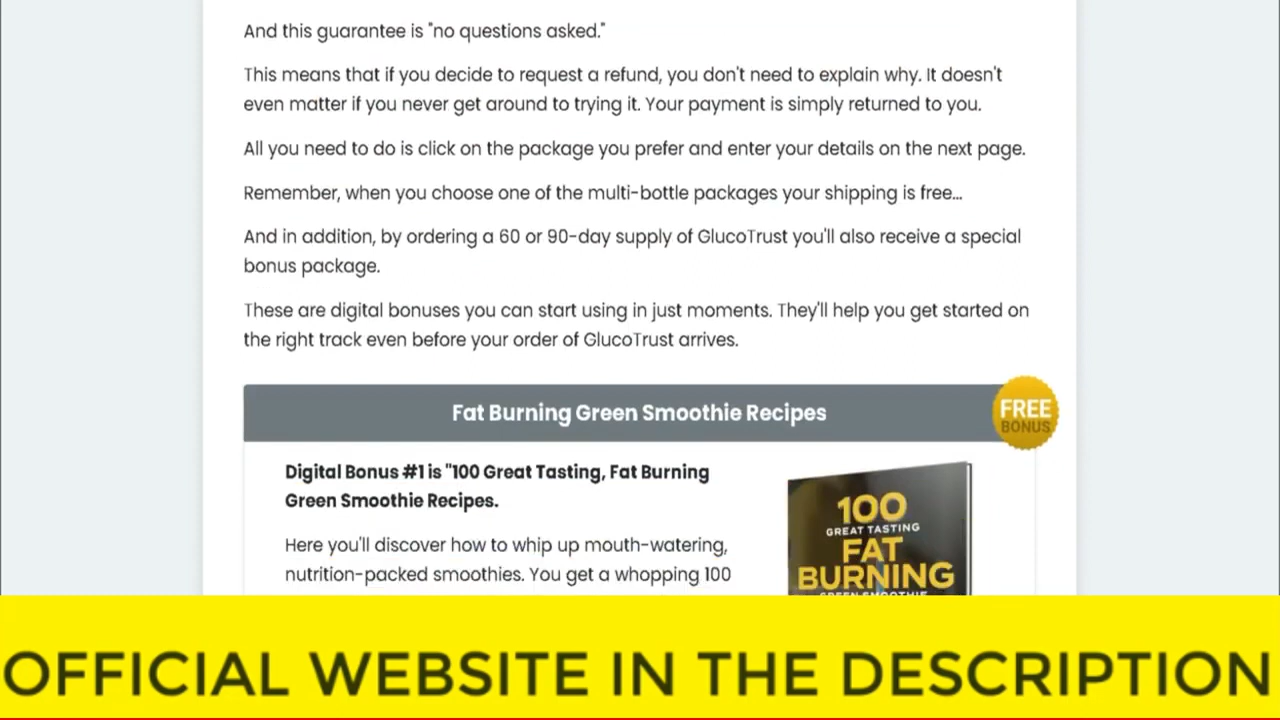 And this guarantee is "no questions asked."
This means that if you decide to request a refund, you don't need to explain why. It doesn't
even matter if you never get around to trying it. Your payment is simply returned to you.
All you need to do is click on the package you prefer and enter your details on the next page.
Remember, when you choose one of the multi-bottle packages your shipping is free...
And in addition, by ordering a 60 or 90-day supply of GlucoTrust you'll also receive a special
bonus package.
These are digital bonuses you can start using in just moments. They'll help you get started on
the right track even before your order of GlucoTrust arrives.
Fat Burning Green Smoothie Recipes
FREE
BONUS
Digital Bonus #1 is "100 Great Tasting, Fat Burning
Green Smoothie Recipes.
Here you'll discover how to whip up mouth-watering,
nutrition-packed smoothies. You get a whopping 100
100
GREAT TASTING
FAT
BURNING
GREEN SMOOTHIE
OFFICIAL WEBSITE IN THE DESCRIPTION